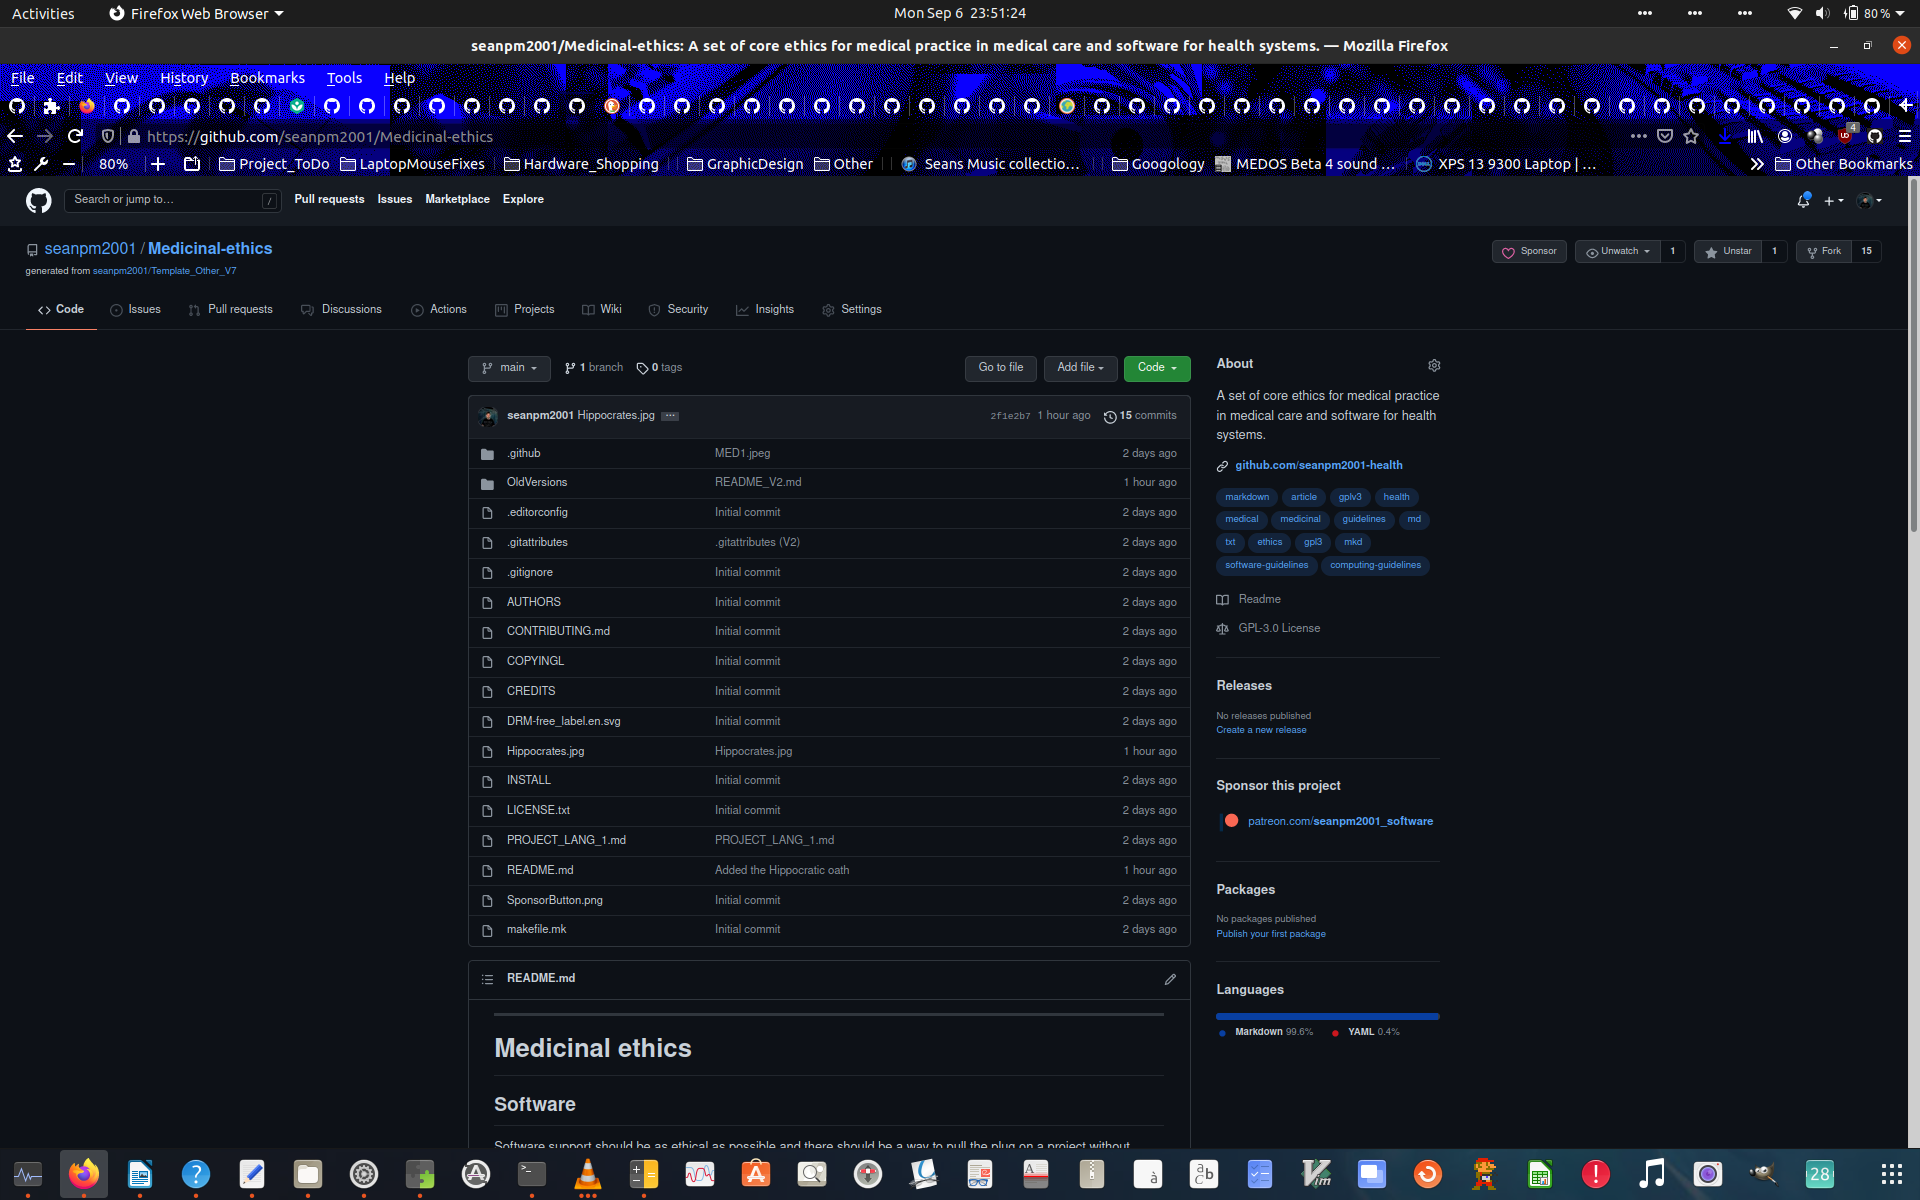 Activities
Firefox Web Browser
Mon Sep 6 23:51:24
80 %
seanpm2001/Medicinal-ethics: A set of core ethics for medical practice in medical care and software for health systems. — Mozilla Firefox
File Edit View History Bookmarks Tools Help
https://github.com/seanpm2001/Medicinal-ethics
4
80%
Project_ToDo
LaptopMouseFixes
Hardware_Shopping
GraphicDesign
Other
Seans Music collectio…
Googology
MEDOS Beta 4 sound …
XPS 13 9300 Laptop | …
Other Bookmarks
Search or jump to…
/
Pull requests Issues Marketplace Explore
seanpm2001 / Medicinal-ethics
generated from seanpm2001/Template_Other_V7
Sponsor
Unwatch 1
Unstar 1
Fork 15
Code Issues Pull requests Discussions Actions Projects Wiki Security Insights Settings
main
1 branch
0 tags
Go to file
Add file
Code
seanpm2001 Hippocrates.jpg 2f1e2b7 1 hour ago 15 commits
.github MED1.jpeg 2 days ago
OldVersions README_V2.md 1 hour ago
.editorconfig Initial commit 2 days ago
.gitattributes .gitattributes (V2) 2 days ago
.gitignore Initial commit 2 days ago
AUTHORS Initial commit 2 days ago
CONTRIBUTING.md Initial commit 2 days ago
COPYINGL Initial commit 2 days ago
CREDITS Initial commit 2 days ago
DRM-free_label.en.svg Initial commit 2 days ago
Hippocrates.jpg Hippocrates.jpg 1 hour ago
INSTALL Initial commit 2 days ago
LICENSE.txt Initial commit 2 days ago
PROJECT_LANG_1.md PROJECT_LANG_1.md 2 days ago
README.md Added the Hippocratic oath 1 hour ago
SponsorButton.png Initial commit 2 days ago
makefile.mk Initial commit 2 days ago
README.md
Medicinal ethics
Software
Software support should be as ethical as possible and there should be a way to pull the plug on a project without
About
A set of core ethics for medical practice
in medical care and software for health
systems.
github.com/seanpm2001-health
markdown article gplv3 health
medical medicinal guidelines md
txt ethics gpl3 mkd
software-guidelines computing-guidelines
Readme
GPL-3.0 License
Releases
No releases published
Create a new release
Sponsor this project
patreon.com/seanpm2001_software
Packages
No packages published
Publish your first package
Languages
Markdown 99.6% YAML 0.4%
28